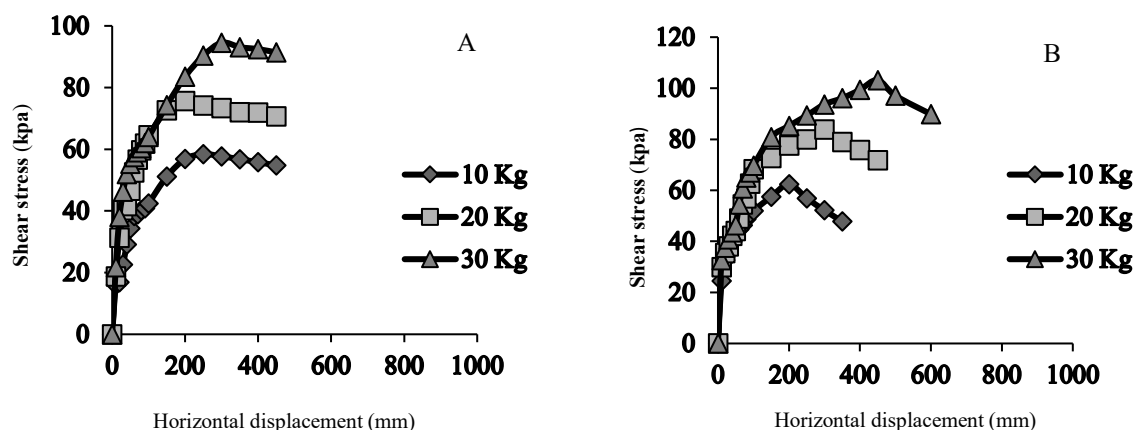 A
Shear stress (kpa)
100
80
60
40
20
0
0 200 400 600 800 1000
Horizontal displacement (mm)
10 Kg
20 Kg
30 Kg
B
Shear stress (kpa)
120
100
80
60
40
20
0
0 200 400 600 800 1000
Horizontal displacement (mm)
10 Kg
20 Kg
30 Kg